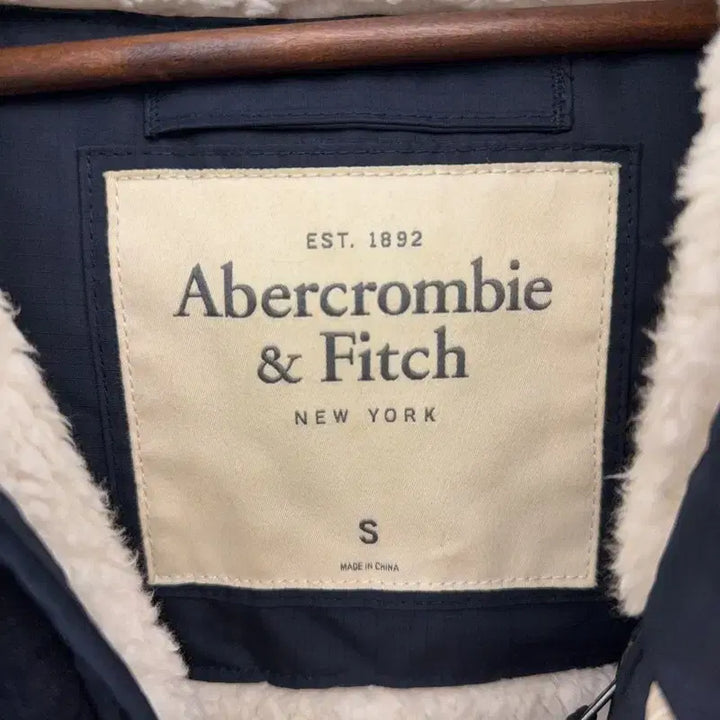 EST. 1892
Abercrombie
& Fitch
NEW YORK
S
MADE IN CHINA